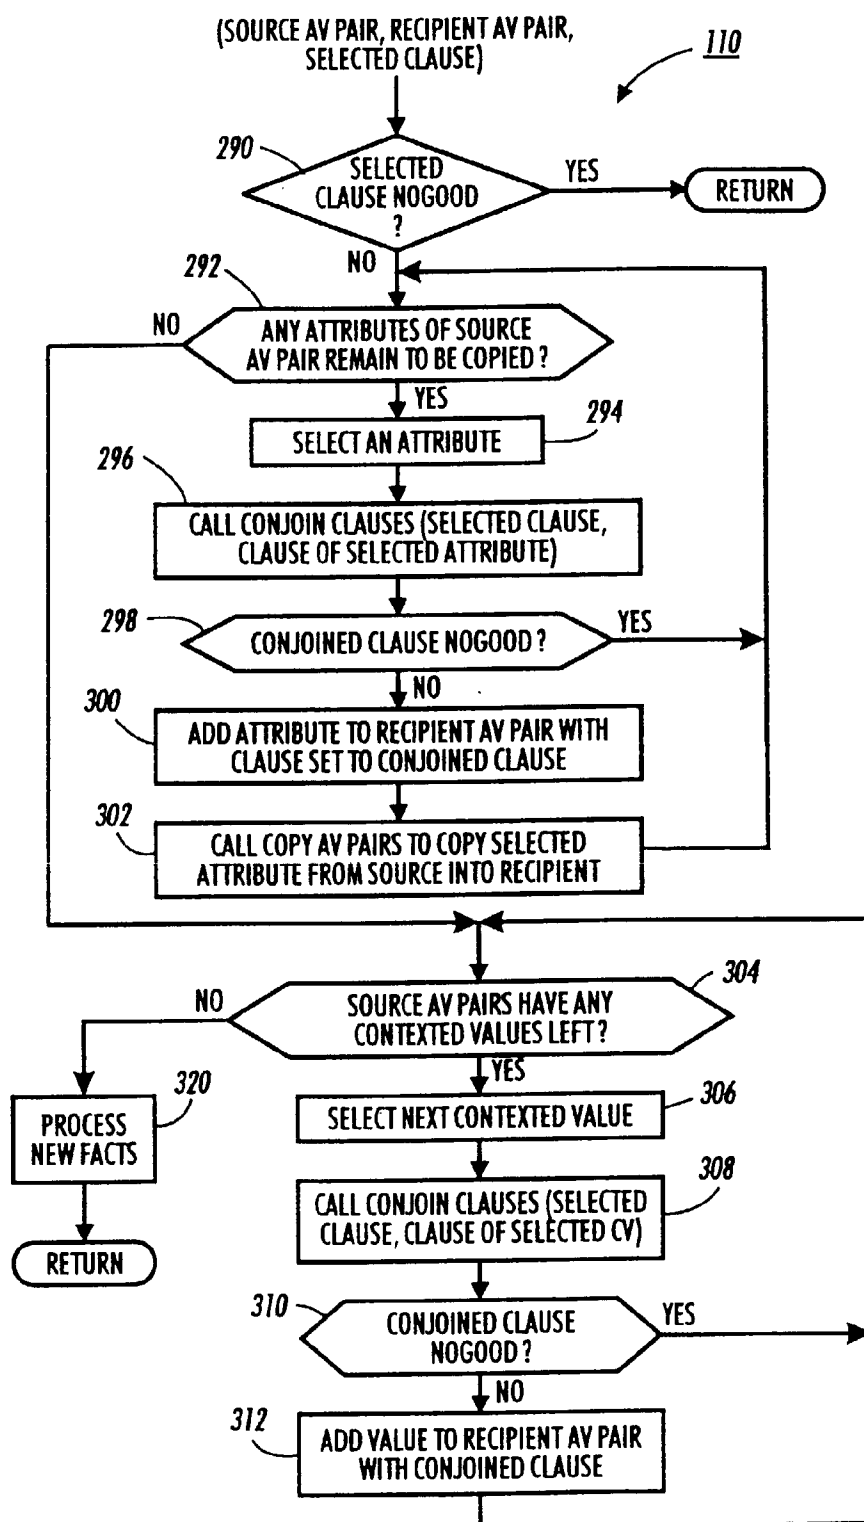 (SOURCE AV PAIR, RECIPIENT AV PAIR,
SELECTED CLAUSE)
110
290
SELECTED
CLAUSE NOGOOD
?
YES
RETURN
NO
292
NO
ANY ATTRIBUTES OF SOURCE
AV PAIR REMAIN TO BE COPIED ?
YES
294
SELECT AN ATTRIBUTE
296
CALL CONJOIN CLAUSES (SELECTED CLAUSE,
CLAUSE OF SELECTED ATTRIBUTE)
298
CONJOINED CLAUSE NOGOOD ?
YES
NO
300
ADD ATTRIBUTE TO RECIPIENT AV PAIR WITH
CLAUSE SET TO CONJOINED CLAUSE
302
CALL COPY AV PAIRS TO COPY SELECTED
ATTRIBUTE FROM SOURCE INTO RECIPIENT
304
NO
SOURCE AV PAIRS HAVE ANY
CONTEXTED VALUES LEFT ?
YES
320
PROCESS
NEW FACTS
RETURN
306
SELECT NEXT CONTEXTED VALUE
308
CALL CONJOIN CLAUSES (SELECTED
CLAUSE, CLAUSE OF SELECTED CV)
310
CONJOINED CLAUSE
NOGOOD ?
YES
NO
312
ADD VALUE TO RECIPIENT AV PAIR
WITH CONJOINED CLAUSE